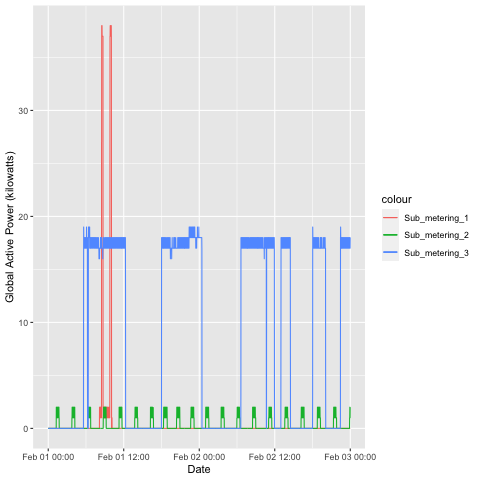 Global Active Power (kilowatts)
30
20
10
0
Feb 01 00:00
Feb 01 12:00
Feb 02 00:00
Feb 02 12:00
Feb 03 00:00
Date
colour
Sub_metering_1
Sub_metering_2
Sub_metering_3